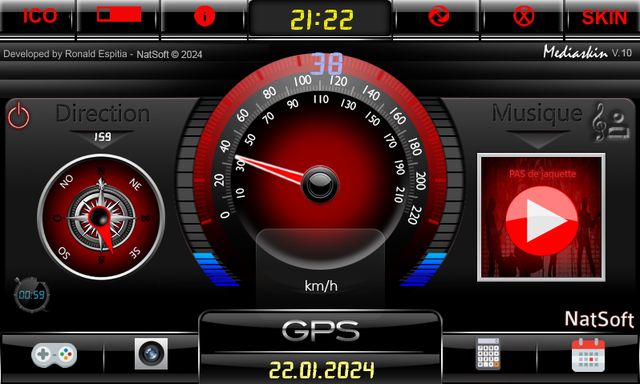 ICO
21:22
SKIN
Developed by Ronald Espitia - NatSoft © 2024
Mediaskin V.10
38
Direction
Musique
159
NO
NE
SO
SE
0 20 40 60 80 100 120 140 160 180 200 220
10 30 50 70 90 110 130 150 170 190 210
PAS de jaquette
km/h
00:59
NatSoft
GPS
22.01.2024